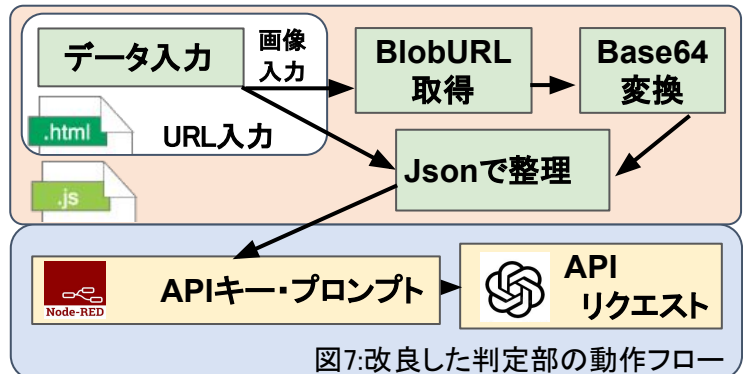 データ入力
画像
入力
BlobURL
取得
Base64
変換
.html
URL入力
Jsonで整理
.js
Node-RED
APIキー・プロンプト
API
リクエスト
図7:改良した判定部の動作フロー